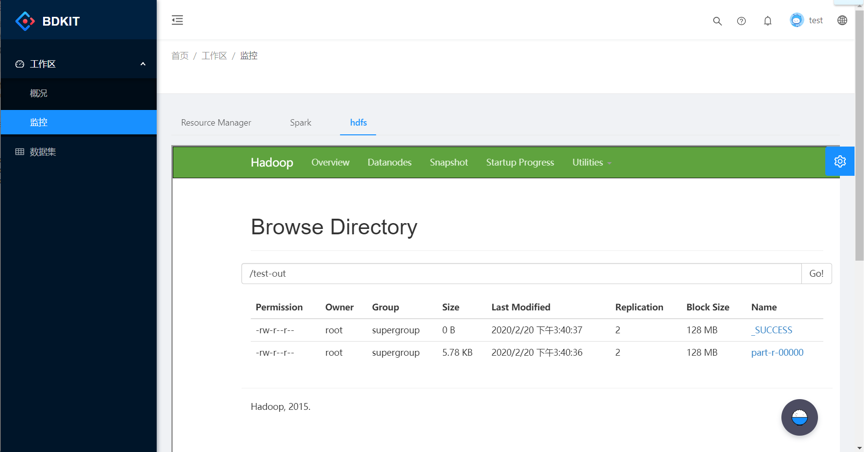 BDKIT
test
工作区
概况
监控
数据集
首页 / 工作区 / 监控
Resource Manager Spark hdfs
Hadoop Overview Datanodes Snapshot Startup Progress Utilities
Browse Directory
/test-out Go!
Permission Owner Group Size Last Modified Replication Block Size Name
-rw-r--r-- root supergroup 0 B 2020/2/20 下午3:40:37 2 128 MB _SUCCESS
-rw-r--r-- root supergroup 5.78 KB 2020/2/20 下午3:40:36 2 128 MB part-r-00000
Hadoop, 2015.